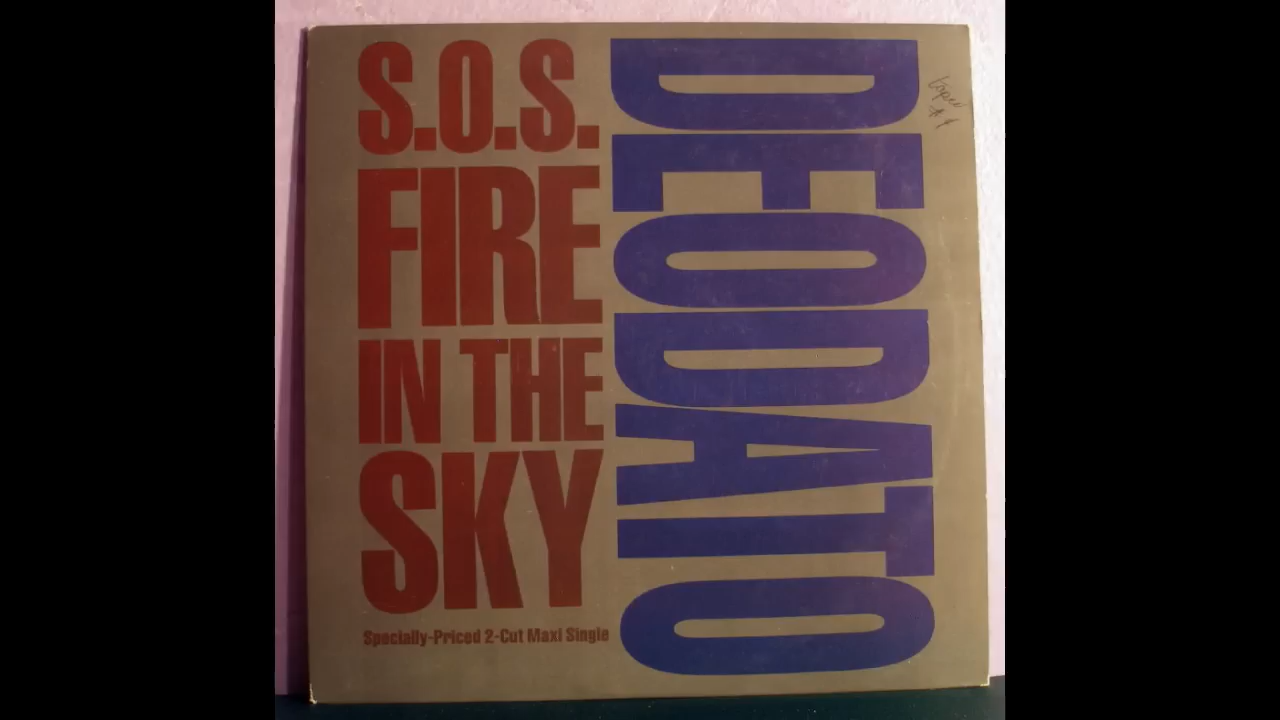 S.O.S.
FIRE
IN THE
SKY
Specially-Priced 2-Cut Maxi Single
DEODATO